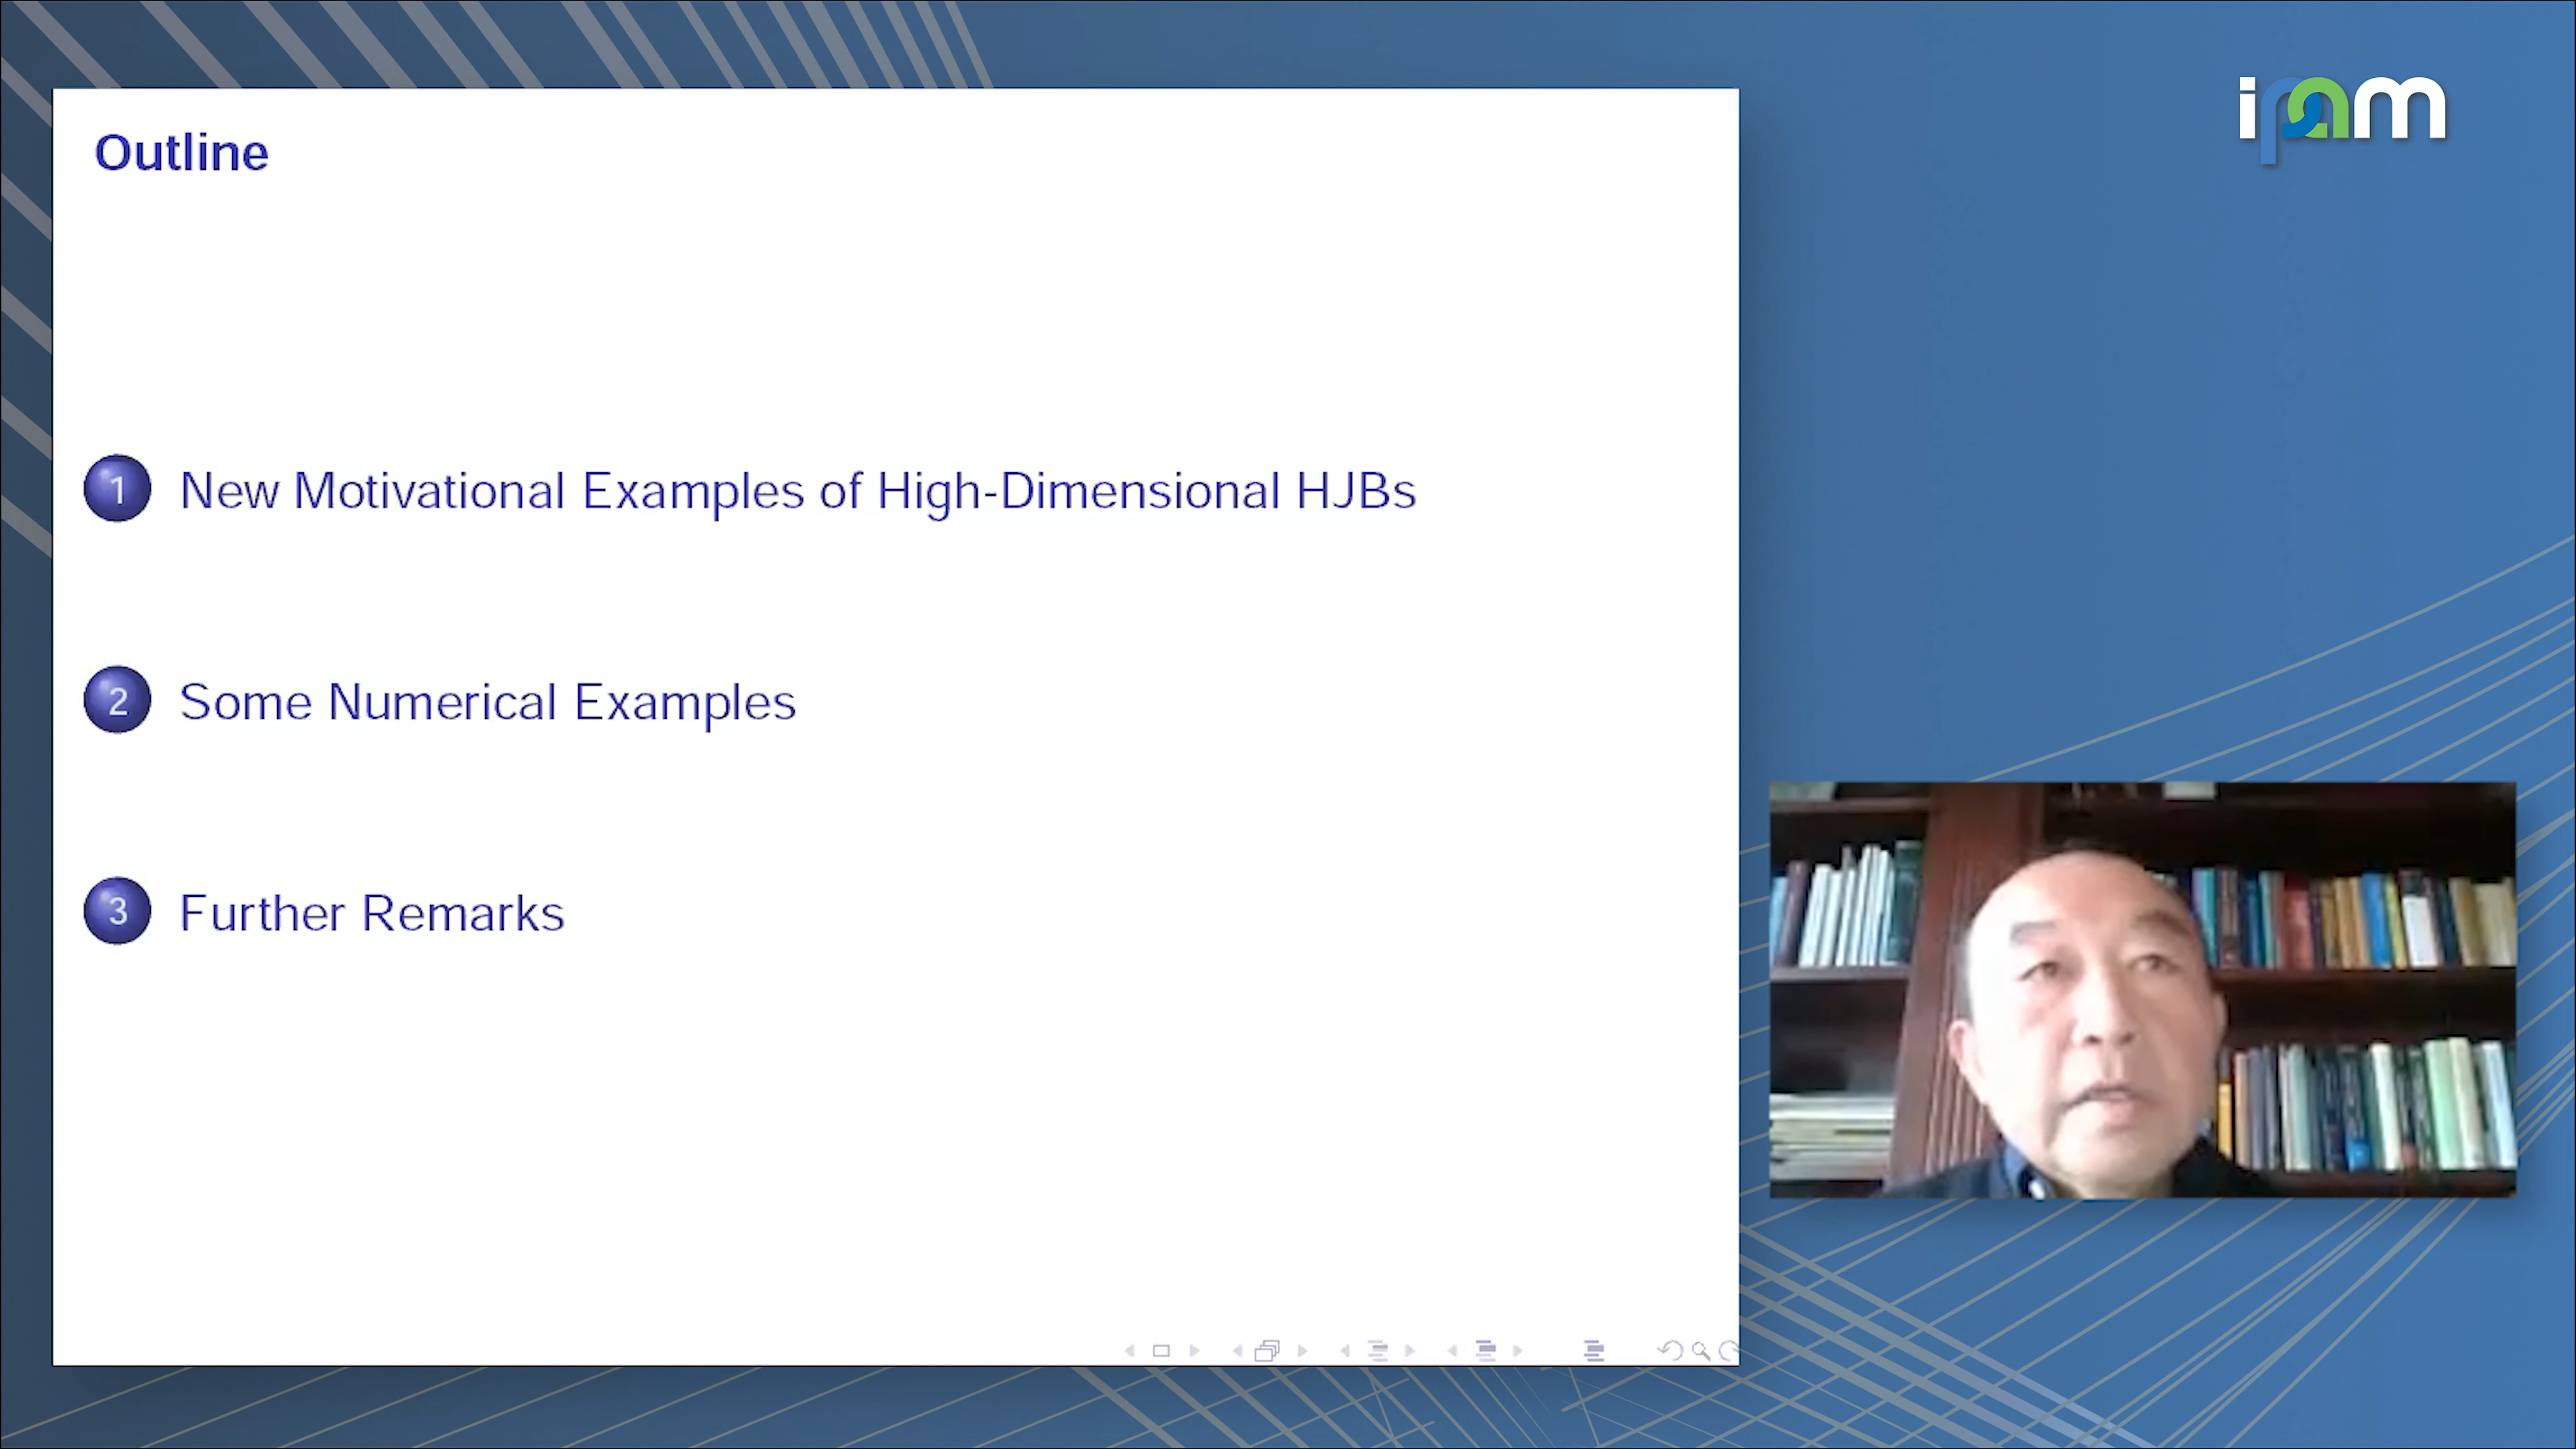 ipam
Outline
1 New Motivational Examples of High-Dimensional HJBs
2 Some Numerical Examples
3 Further Remarks